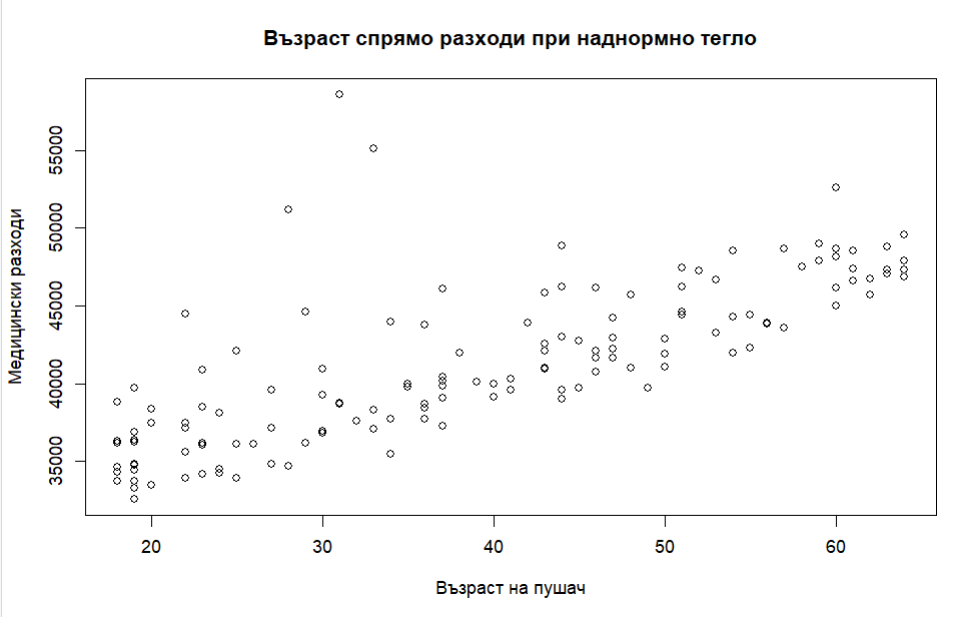 Възраст спрямо разходи при наднормно тегло
Медицински разходи
55000
50000
45000
40000
35000
20 30 40 50 60
Възраст на пушач